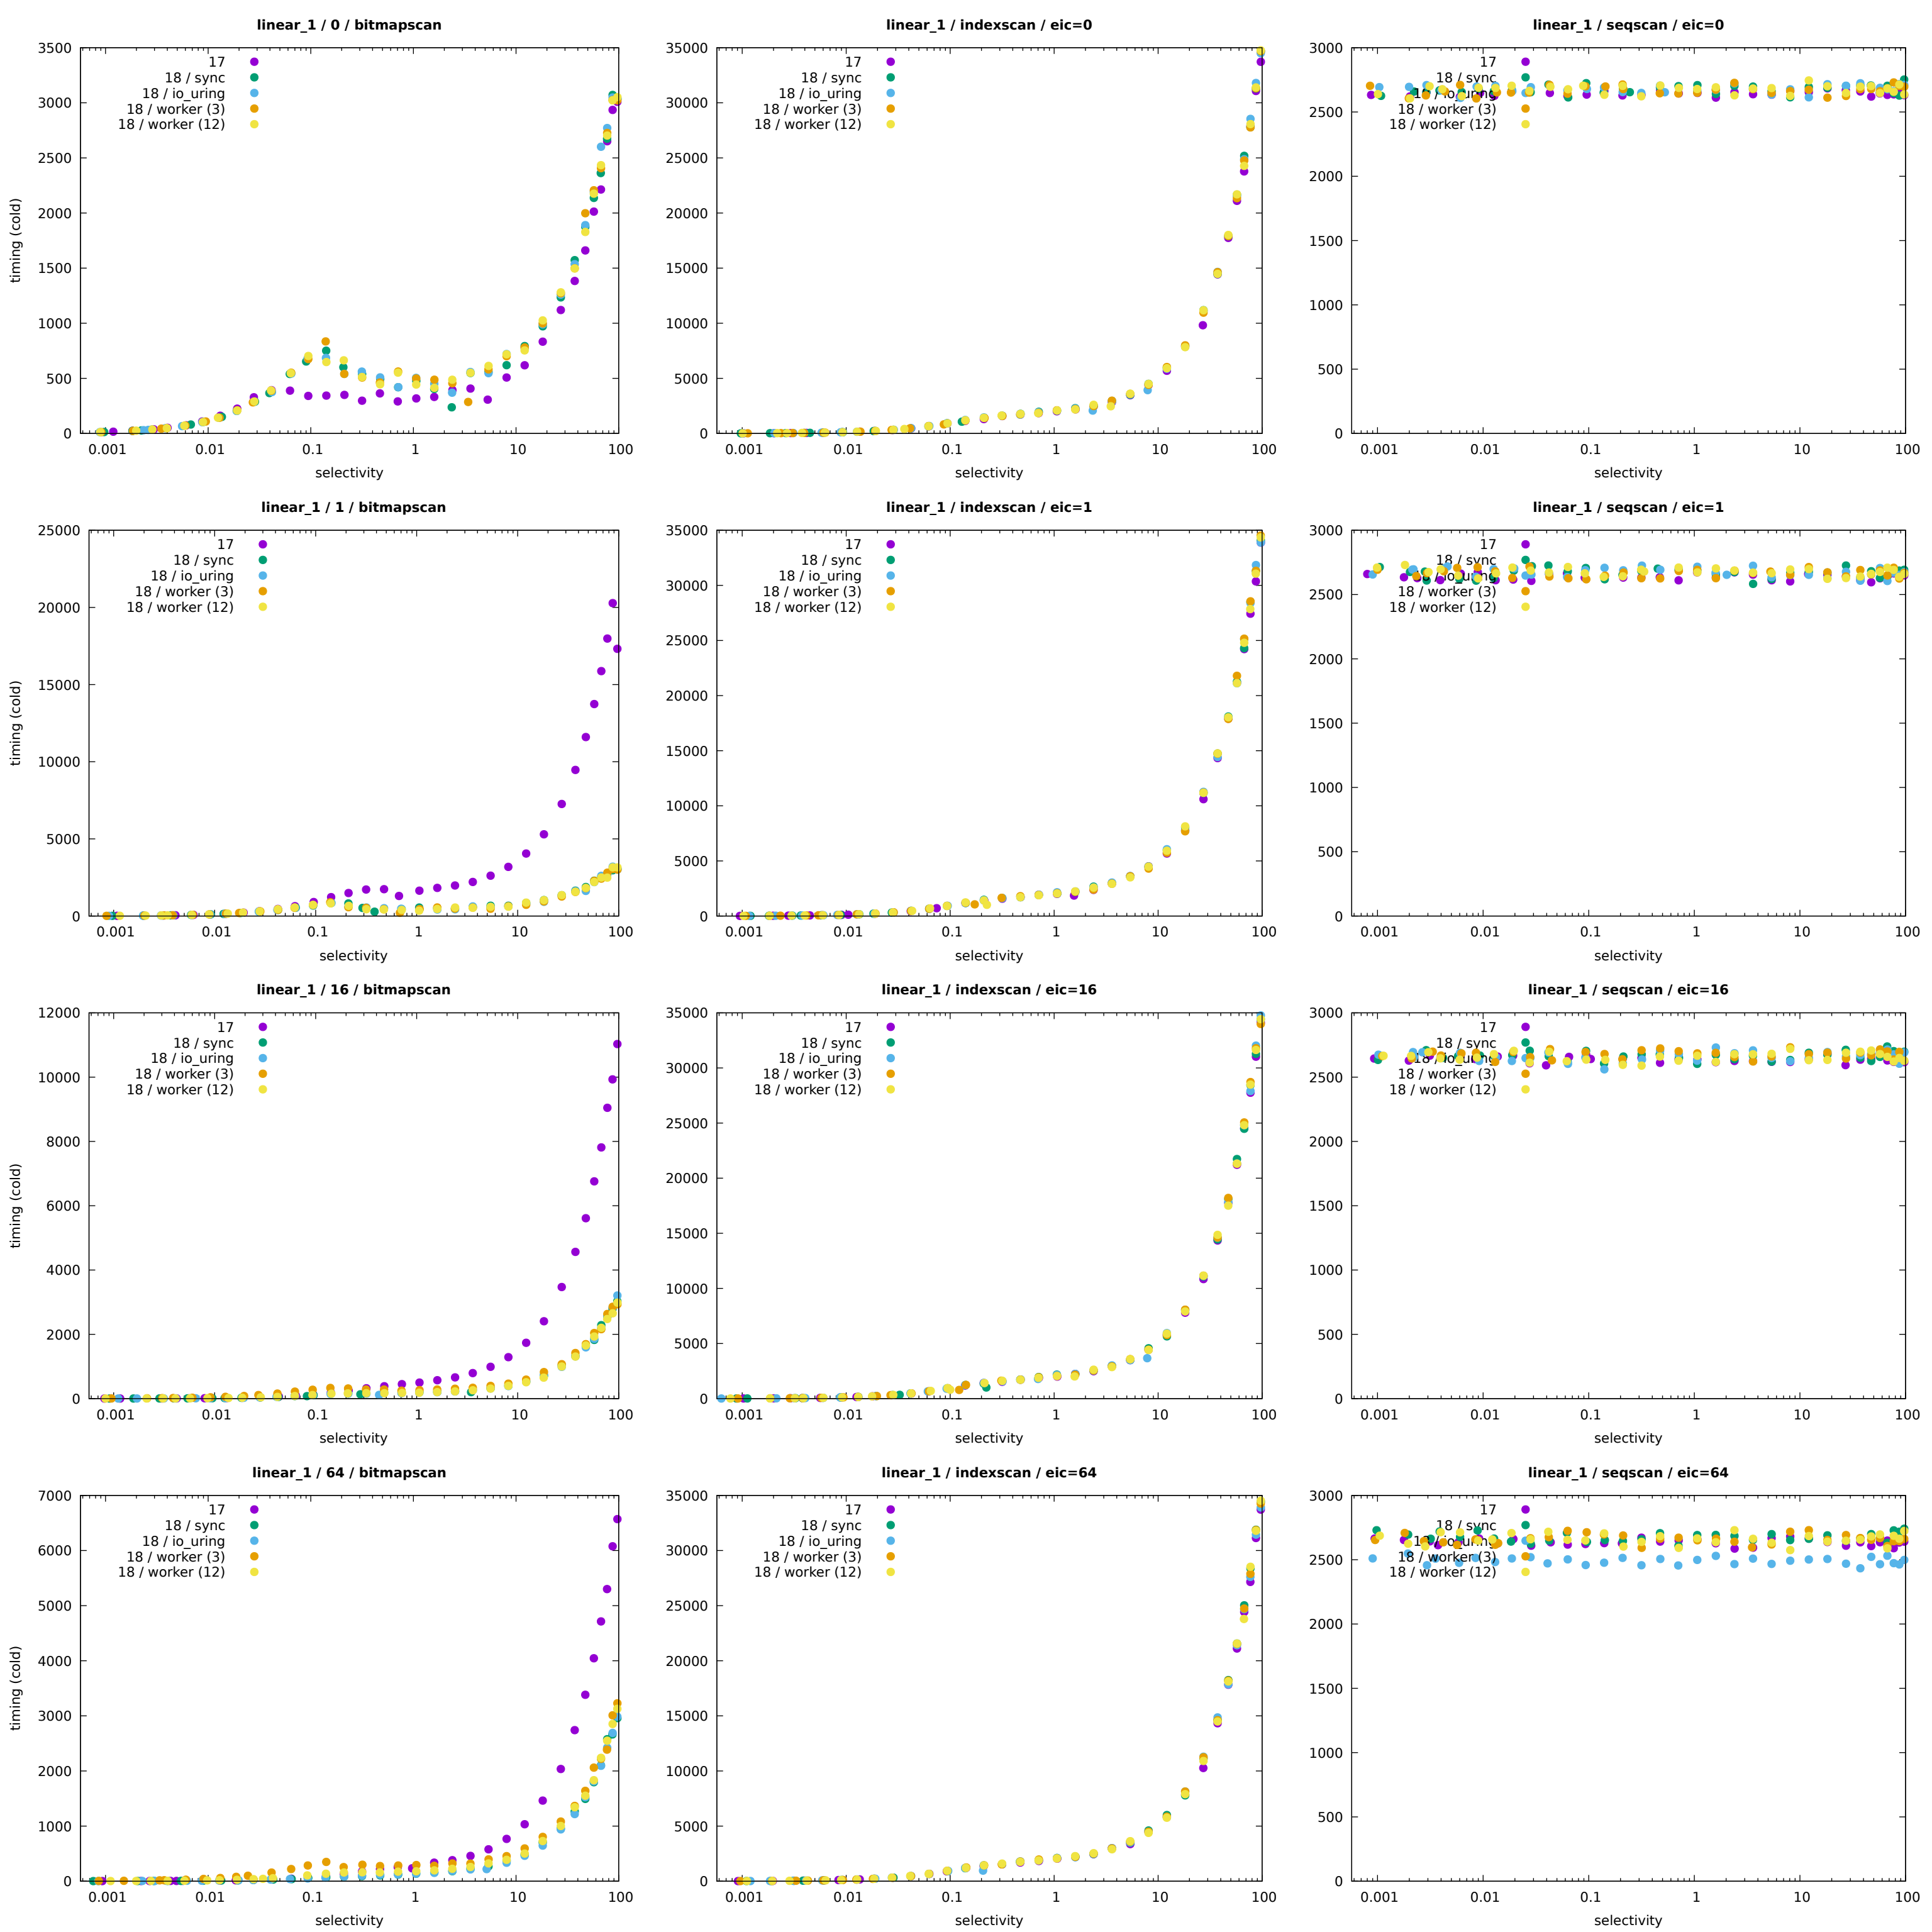 linear_1 / 0 / bitmapscan
timing (cold)
3500
3000
2500
2000
1500
1000
500
0
17
18 / sync
18 / io_uring
18 / worker (3)
18 / worker (12)
0.001 0.01 0.1 1 10 100
selectivity
linear_1 / indexscan / eic=0
35000
30000
25000
20000
15000
10000
5000
0
17
18 / sync
18 / io_uring
18 / worker (3)
18 / worker (12)
0.001 0.01 0.1 1 10 100
selectivity
linear_1 / seqscan / eic=0
3000
2500
2000
1500
1000
500
0
17
18 / sync
18 / io_uring
18 / worker (3)
18 / worker (12)
0.001 0.01 0.1 1 10 100
selectivity
linear_1 / 1 / bitmapscan
timing (cold)
25000
20000
15000
10000
5000
0
17
18 / sync
18 / io_uring
18 / worker (3)
18 / worker (12)
0.001 0.01 0.1 1 10 100
selectivity
linear_1 / indexscan / eic=1
35000
30000
25000
20000
15000
10000
5000
0
17
18 / sync
18 / io_uring
18 / worker (3)
18 / worker (12)
0.001 0.01 0.1 1 10 100
selectivity
linear_1 / seqscan / eic=1
3000
2500
2000
1500
1000
500
0
17
18 / sync
18 / io_uring
18 / worker (3)
18 / worker (12)
0.001 0.01 0.1 1 10 100
selectivity
linear_1 / 16 / bitmapscan
timing (cold)
12000
10000
8000
6000
4000
2000
0
17
18 / sync
18 / io_uring
18 / worker (3)
18 / worker (12)
0.001 0.01 0.1 1 10 100
selectivity
linear_1 / indexscan / eic=16
35000
30000
25000
20000
15000
10000
5000
0
17
18 / sync
18 / io_uring
18 / worker (3)
18 / worker (12)
0.001 0.01 0.1 1 10 100
selectivity
linear_1 / seqscan / eic=16
3000
2500
2000
1500
1000
500
0
17
18 / sync
18 / io_uring
18 / worker (3)
18 / worker (12)
0.001 0.01 0.1 1 10 100
selectivity
linear_1 / 64 / bitmapscan
timing (cold)
7000
6000
5000
4000
3000
2000
1000
0
17
18 / sync
18 / io_uring
18 / worker (3)
18 / worker (12)
0.001 0.01 0.1 1 10 100
selectivity
linear_1 / indexscan / eic=64
35000
30000
25000
20000
15000
10000
5000
0
17
18 / sync
18 / io_uring
18 / worker (3)
18 / worker (12)
0.001 0.01 0.1 1 10 100
selectivity
linear_1 / seqscan / eic=64
3000
2500
2000
1500
1000
500
0
17
18 / sync
18 / io_uring
18 / worker (3)
18 / worker (12)
0.001 0.01 0.1 1 10 100
selectivity